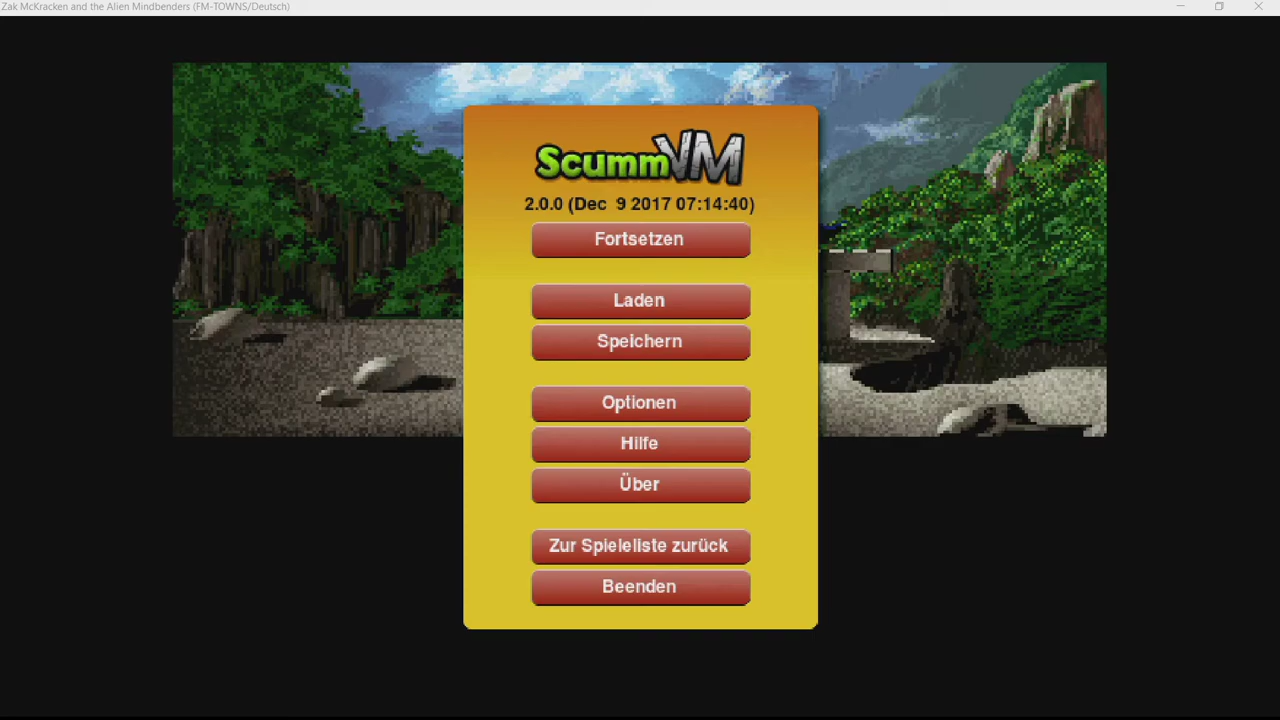 Zak McKracken and the Alien Mindbenders (FM-TOWNS/Deutsch)
ScummVM
2.0.0 (Dec  9 2017 07:14:40)
Fortsetzen
Laden
Speichern
Optionen
Hilfe
Über
Zur Spieleliste zurück
Beenden